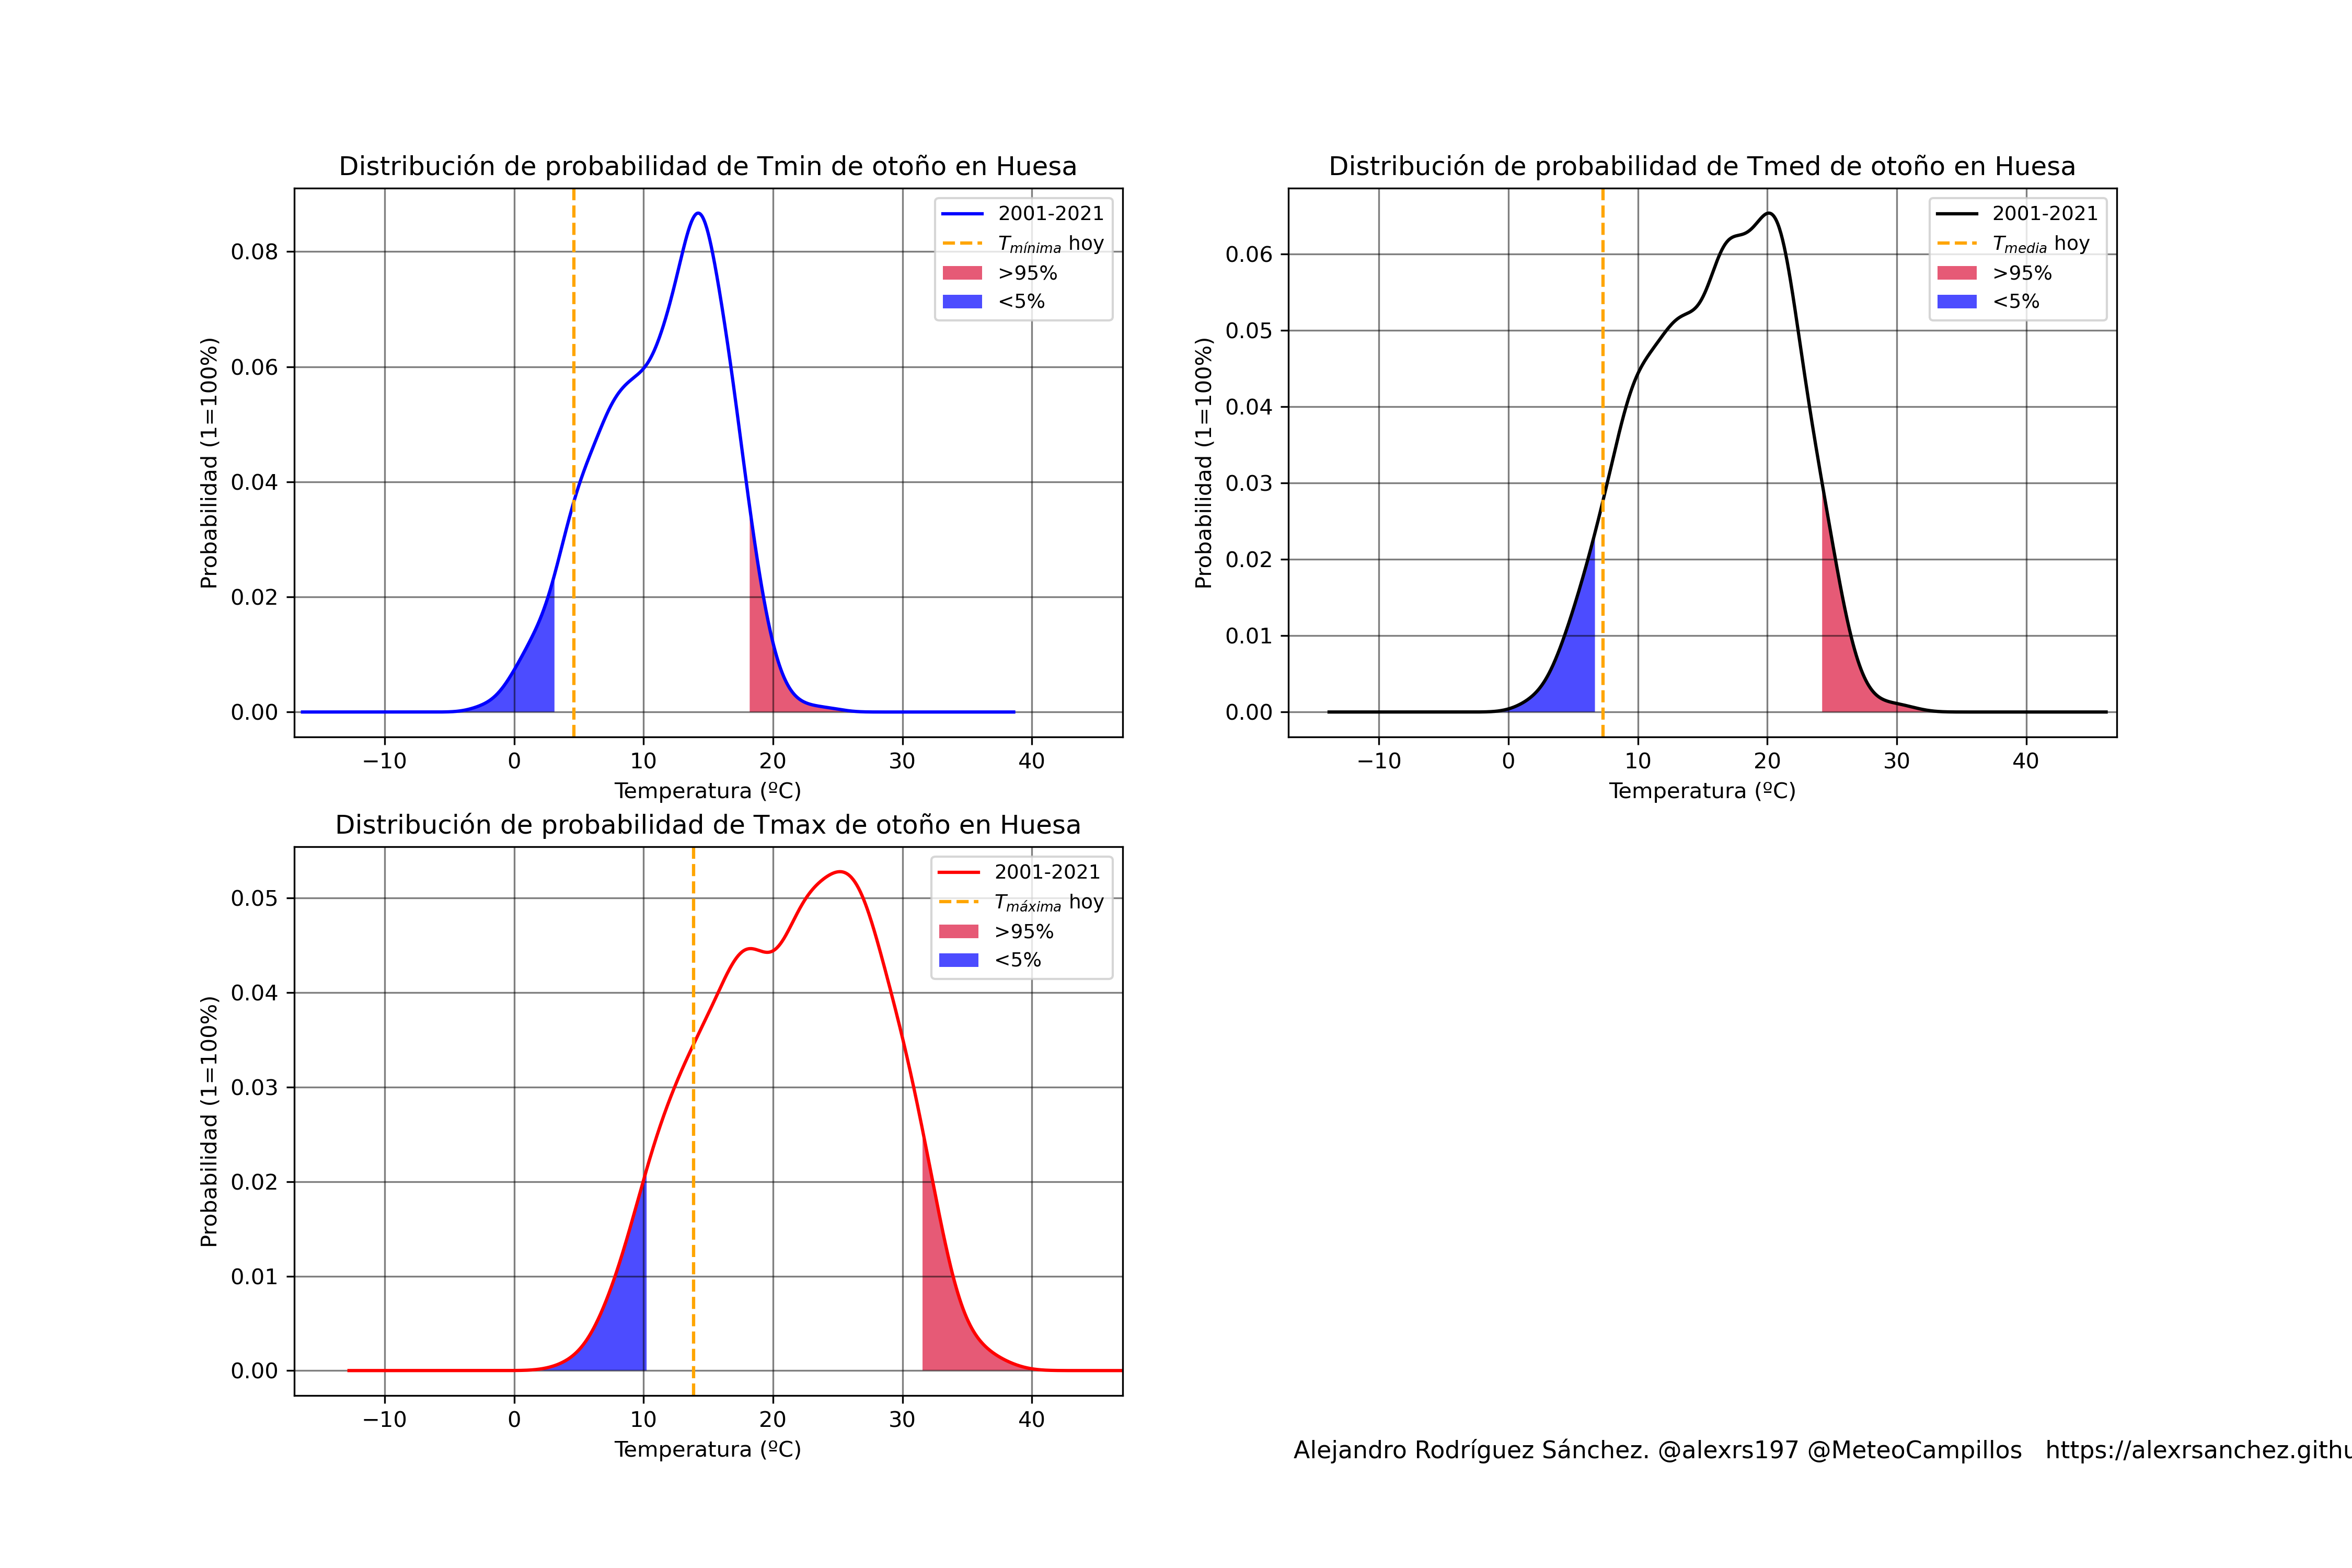 Distribución de probabilidad de Tmin de otoño en Huesa
Probabilidad (1=100%)
0.08
0.06
0.04
0.02
0.00
2001-2021
Tmínima hoy
>95%
<5%
−10 0 10 20 30 40
Temperatura (ºC)
Distribución de probabilidad de Tmed de otoño en Huesa
Probabilidad (1=100%)
0.06
0.05
0.04
0.03
0.02
0.01
0.00
2001-2021
Tmedia hoy
>95%
<5%
−10 0 10 20 30 40
Temperatura (ºC)
Distribución de probabilidad de Tmax de otoño en Huesa
Probabilidad (1=100%)
0.05
0.04
0.03
0.02
0.01
0.00
2001-2021
Tmáxima hoy
>95%
<5%
−10 0 10 20 30 40
Temperatura (ºC)
Alejandro Rodríguez Sánchez. @alexrs197 @MeteoCampillos https://alexrsanchez.githu